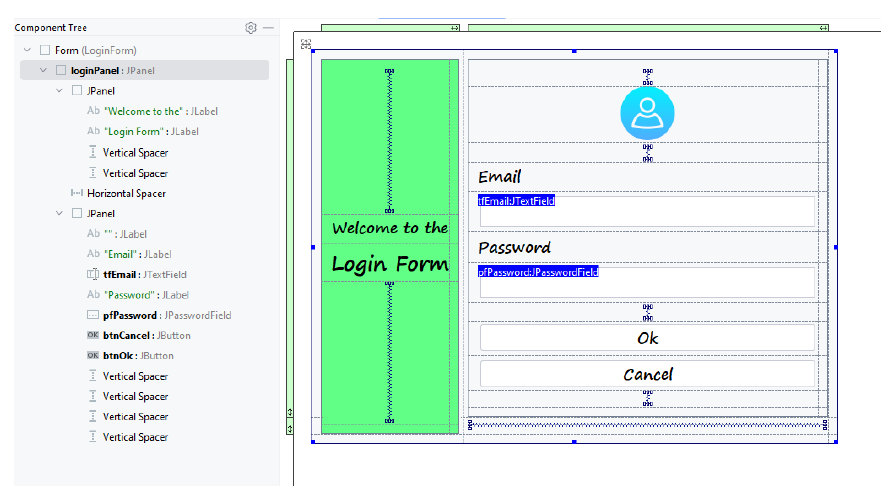 Component Tree
Form (LoginForm)
loginPanel : JPanel
JPanel
Ab "Welcome to the" : JLabel
Ab "Login Form" : JLabel
Vertical Spacer
Vertical Spacer
Horizontal Spacer
JPanel
Ab "" : JLabel
Ab "Email" : JLabel
tfEmail : JTextField
Ab "Password" : JLabel
pfPassword : JPasswordField
OK btnCancel : JButton
OK btnOk : JButton
Vertical Spacer
Vertical Spacer
Vertical Spacer
Vertical Spacer
Welcome to the
Login Form
Email
tfEmail:JTextField
Password
pfPassword:JPasswordField
Ok
Cancel